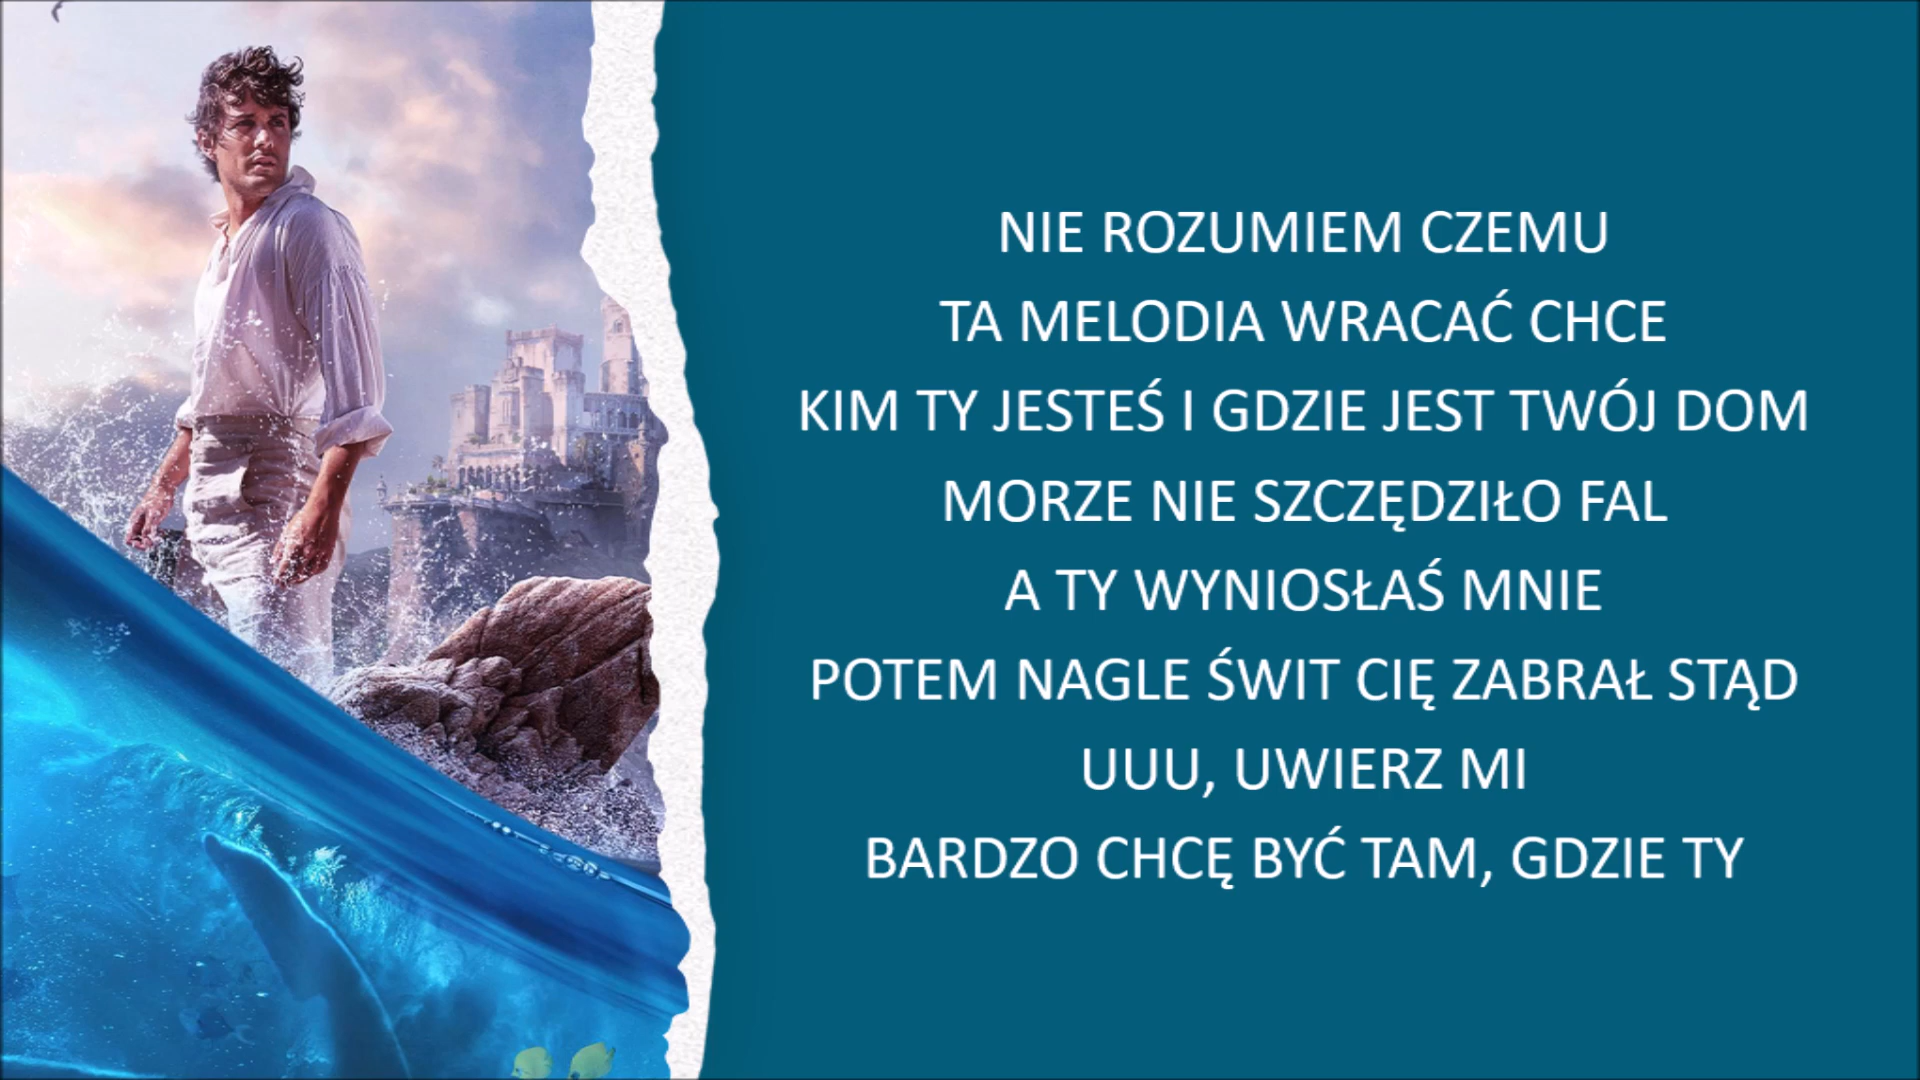 NIE ROZUMIEM CZEMU
TA MELODIA WRACAĆ CHCE
KIM TY JESTEŚ I GDZIE JEST TWÓJ DOM
MORZE NIE SZCZĘDZIŁO FAL
A TY WYNIOSŁAŚ MNIE
POTEM NAGLE ŚWIT CIĘ ZABRAŁ STĄD
UUU, UWIERZ MI
BARDZO CHCĘ BYĆ TAM, GDZIE TY